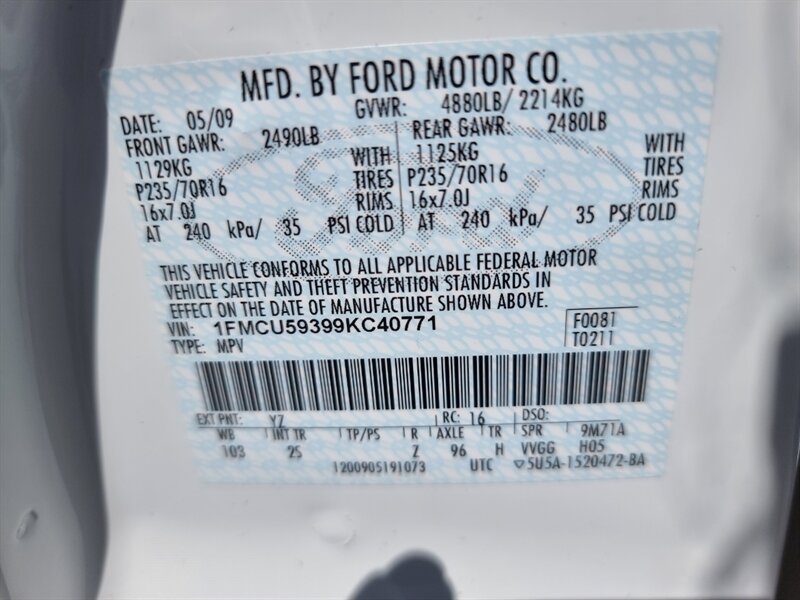 MFD. BY FORD MOTOR CO.
DATE: 05/09 GVWR: 4880LB/ 2214KG
FRONT GAWR: 2490LB REAR GAWR: 2480LB
1129KG WITH 1125KG WITH
P235/70R16 TIRES P235/70R16 TIRES
16x7.0J RIMS 16x7.0J RIMS
AT 240 kPa/ 35 PSI COLD AT 240 kPa/ 35 PSI COLD
THIS VEHICLE CONFORMS TO ALL APPLICABLE FEDERAL MOTOR
VEHICLE SAFETY AND THEFT PREVENTION STANDARDS IN
EFFECT ON THE DATE OF MANUFACTURE SHOWN ABOVE.
VIN: 1FMCU59399KC40771 F0081
TYPE: MPV T0211
EXT PNT: YZ RC: 16 DSO:
WB INT TR TP/PS R AXLE TR SPR 9M71A
103 2S Z 96 H VVGG H05
1200905191073 UTC ▽5U5A-1520472-BA